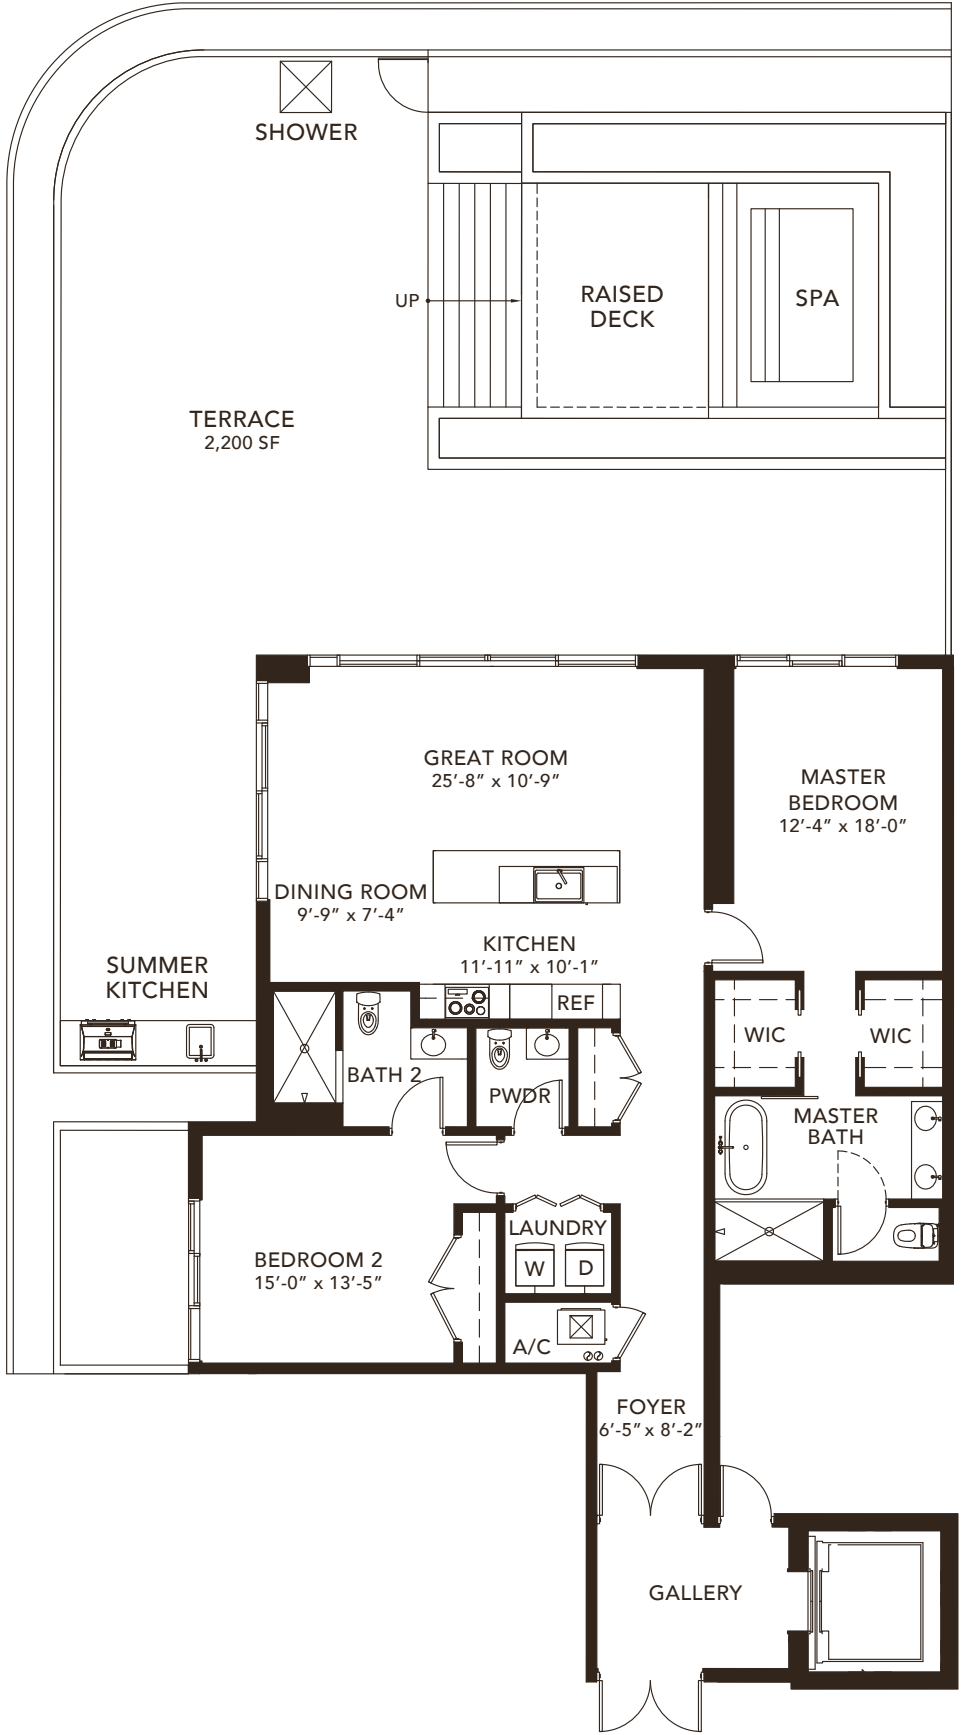 SHOWER
UP
RAISED
DECK
SPA
TERRACE
2,200 SF
GREAT ROOM
25'-8" x 10'-9"
MASTER
BEDROOM
12'-4" x 18'-0"
DINING ROOM
9'-9" x 7'-4"
KITCHEN
11'-11" x 10'-1"
SUMMER
KITCHEN
REF
WIC
WIC
BATH 2
PWDR
MASTER
BATH
LAUNDRY
W
D
BEDROOM 2
15'-0" x 13'-5"
A/C
FOYER
6'-5" x 8'-2"
GALLERY